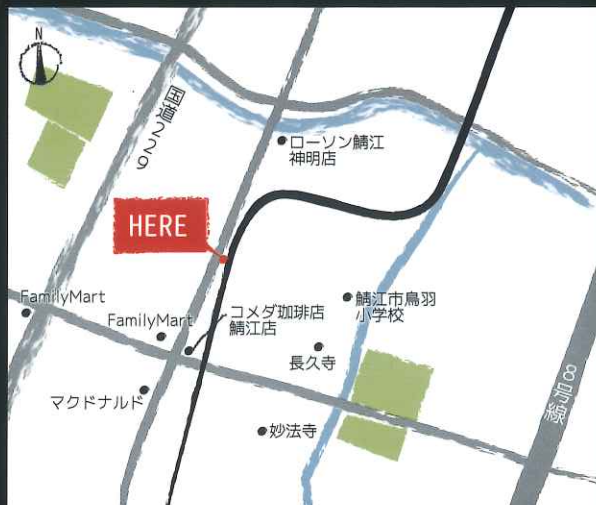 N
国道229
ローソン鯖江
神明店
HERE
FamilyMart
FamilyMart
コメダ珈琲店
鯖江店
鯖江市鳥羽
小学校
長久寺
マクドナルド
妙法寺
8号線